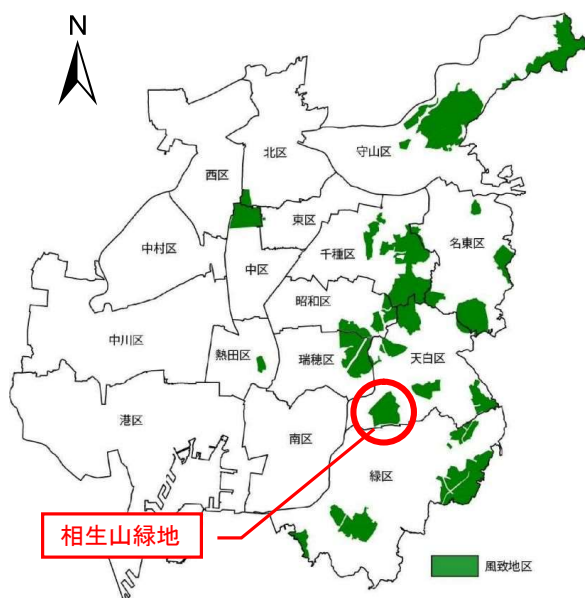 N
守山区
北区
西区
東区
名東区
中村区
千種区
中区
昭和区
中川区
熱田区
瑞穂区
天白区
港区
南区
緑区
相生山緑地
風致地区